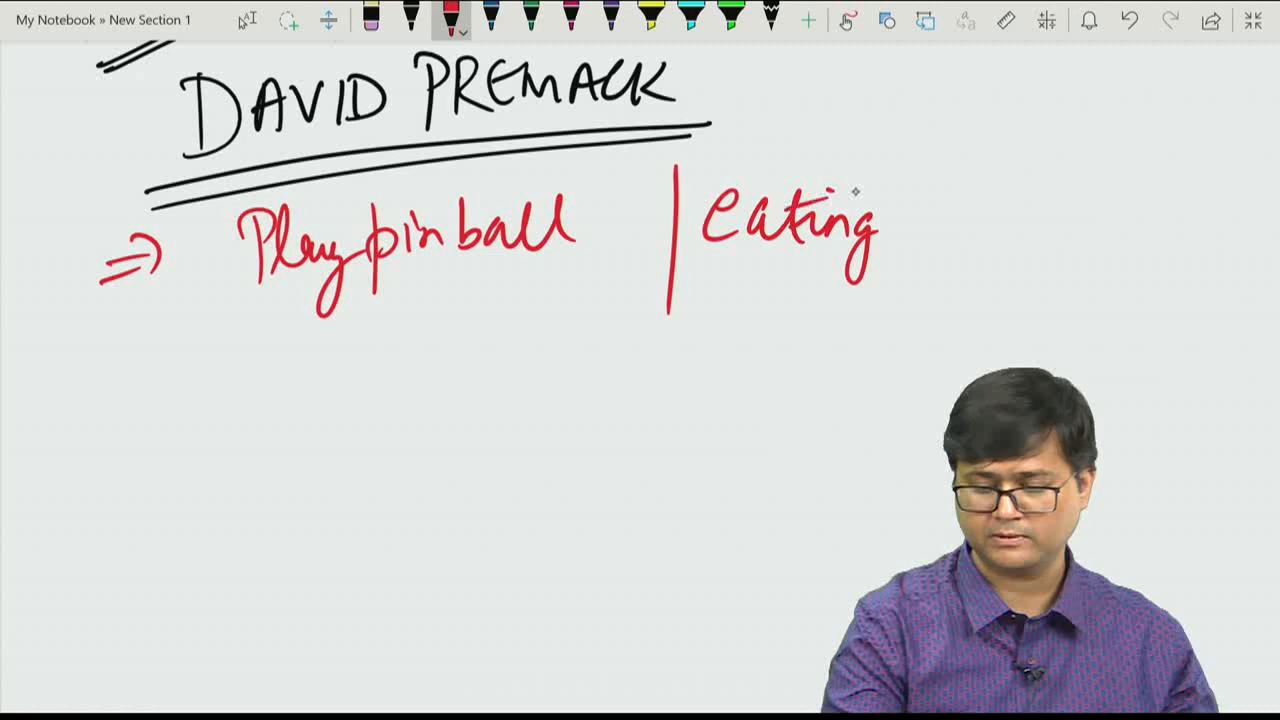 My Notebook » New Section 1
DAVID PREMACK
⇒ Play pinball | eating